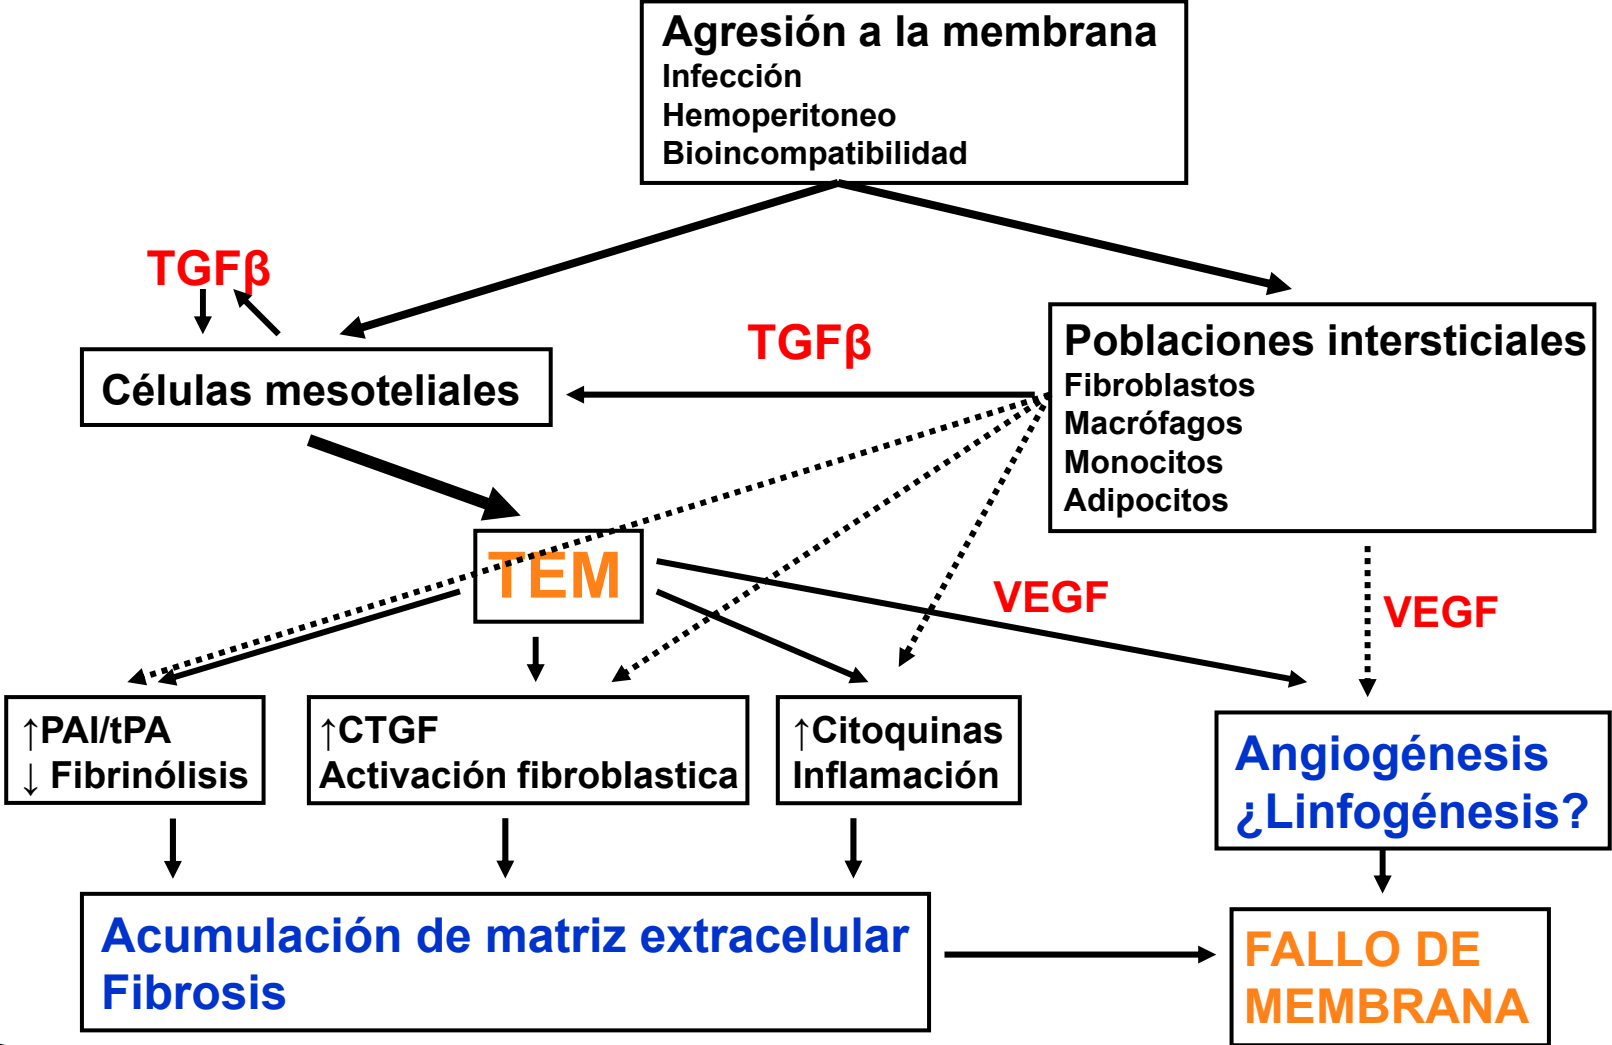 Agresión a la membrana
Infección
Hemoperitoneo
Bioincompatibilidad
TGFβ
TGFβ
Células mesoteliales
Poblaciones intersticiales
Fibroblastos
Macrófagos
Monocitos
Adipocitos
TEM
VEGF
VEGF
↑PAI/tPA
↓ Fibrinólisis
↑CTGF
Activación fibroblastica
↑Citoquinas
Inflamación
Angiogénesis
¿Linfogénesis?
Acumulación de matriz extracelular
Fibrosis
FALLO DE
MEMBRANA